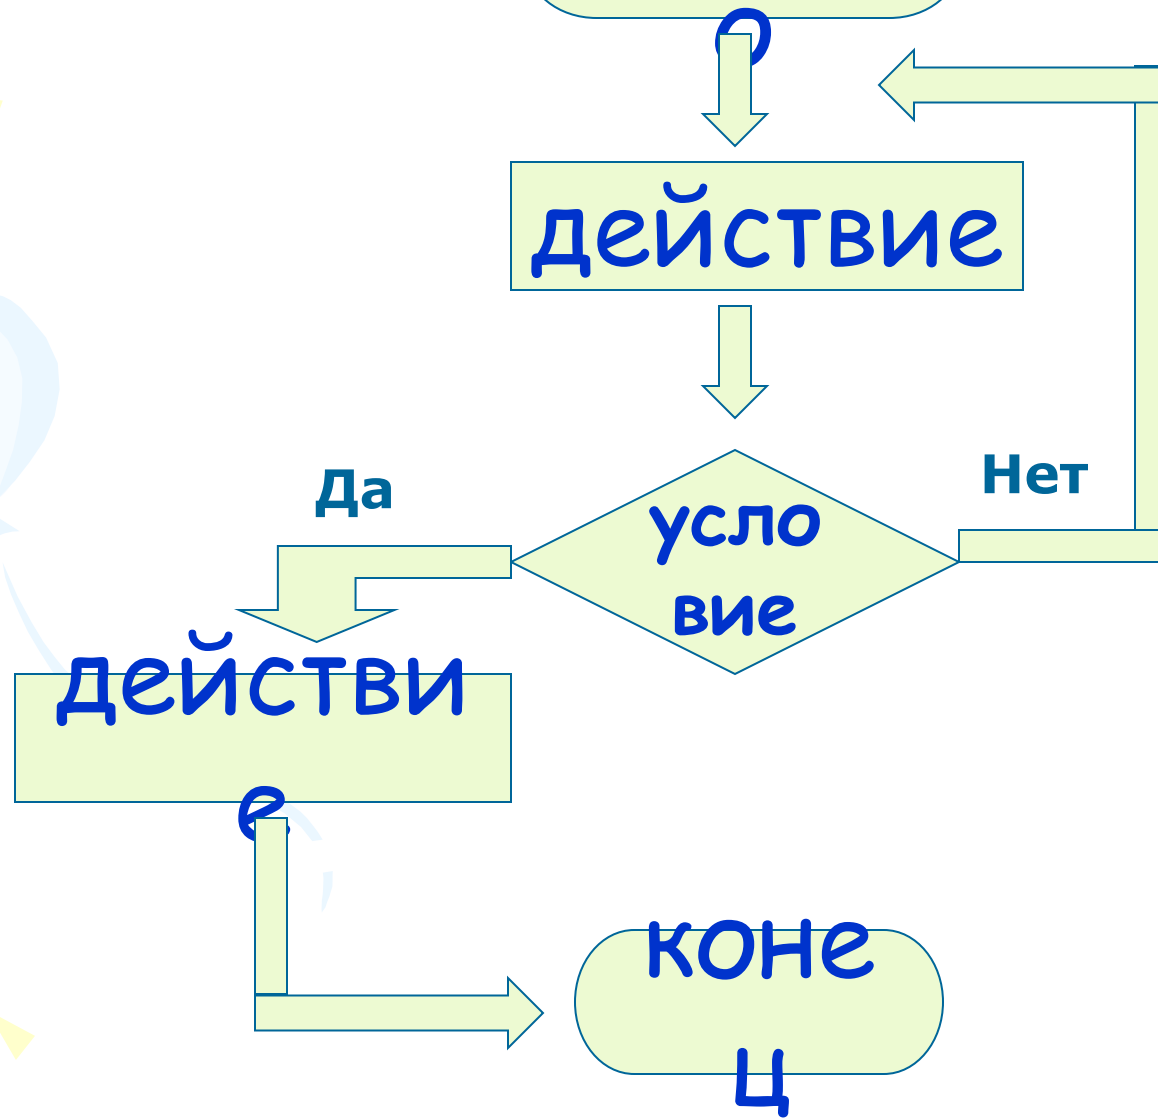 о
действие
Да
Нет
усло
вие
действи
е
коне
ц